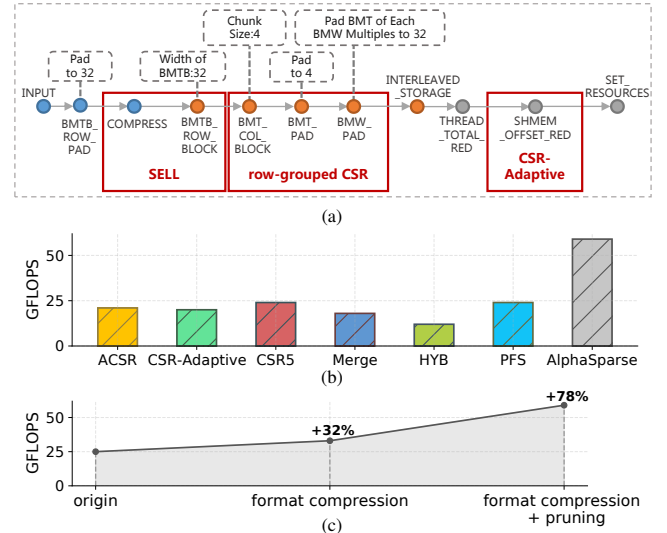 Chunk
Size:4
Pad BMT of Each
BMW Multiples to 32
Pad
to 32
Width of
BMTB:32
Pad
to 4
INPUT
INTERLEAVED
_STORAGE
SET_
RESOURCES
BMTB_
ROW_
PAD
COMPRESS
BMTB_
ROW_
BLOCK
BMT_
COL_
BLOCK
BMT_
PAD
BMW_
PAD
THREAD
_TOTAL
_RED
SHMEM
_OFFSET_RED
SELL
row-grouped CSR
CSR-
Adaptive
(a)
GFLOPS
50
25
0
ACSR
CSR-Adaptive
CSR5
Merge
HYB
PFS
AlphaSparse
(b)
GFLOPS
50
25
0
+32%
+78%
origin
format compression
format compression
+ pruning
(c)